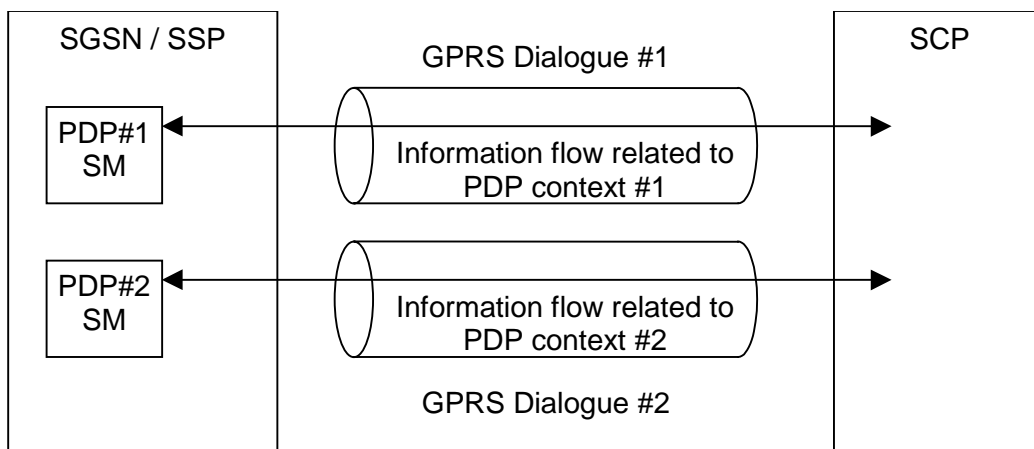 SGSN / SSP
SCP
GPRS Dialogue #1
PDP#1
SM
Information flow related to
PDP context #1
PDP#2
SM
Information flow related to
PDP context #2
GPRS Dialogue #2